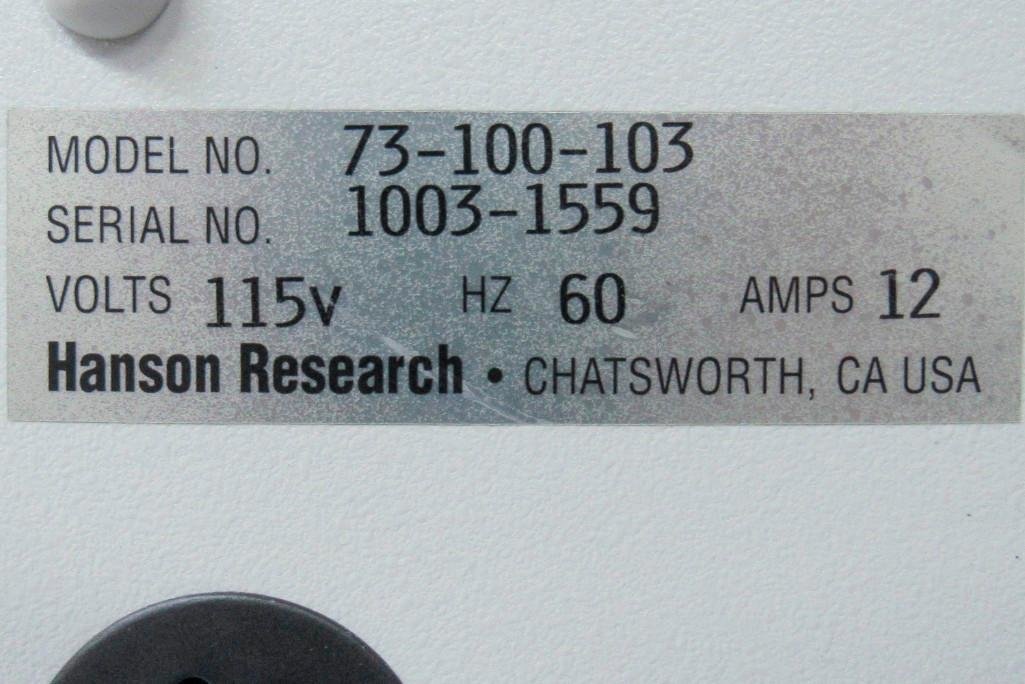 MODEL NO. 73-100-103
SERIAL NO. 1003-1559
VOLTS 115v HZ 60 AMPS 12
Hanson Research • CHATSWORTH, CA USA